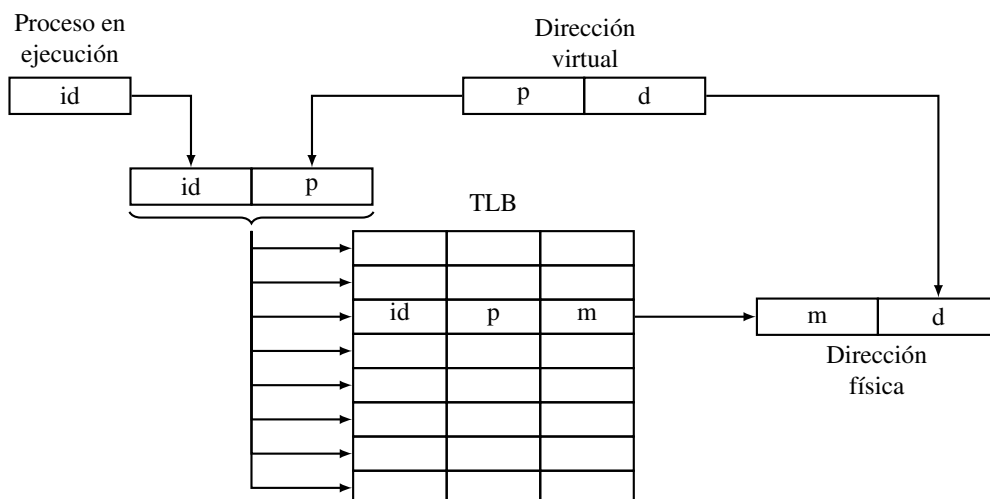 Proceso en
ejecución
id
Dirección
virtual
p d
id p
TLB
id p m
m d
Dirección
física